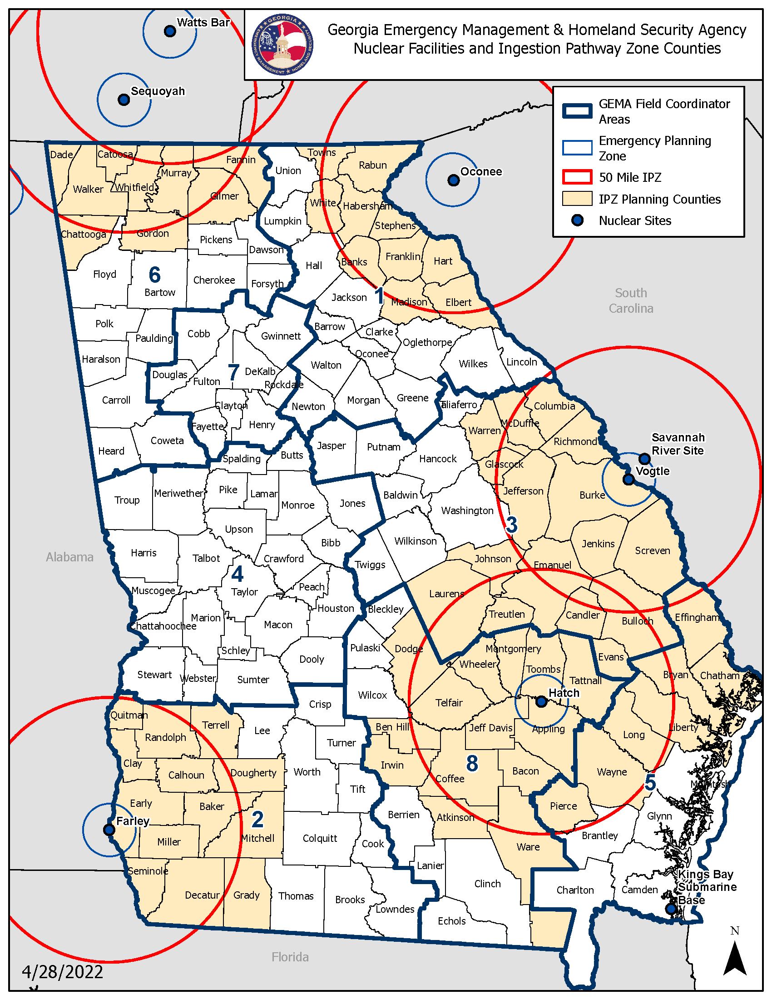 Georgia Emergency Management & Homeland Security Agency
Nuclear Facilities and Ingestion Pathway Zone Counties
GEORGIA
EMERGENCY MANAGEMENT ★ HOMELAND SECURITY
GEMA Field Coordinator
Areas
Emergency Planning
Zone
50 Mile IPZ
IPZ Planning Counties
Nuclear Sites
Watts Bar
Sequoyah
Oconee
Dade
Catoosa
Fannin
Towns
Union
Rabun
Murray
Walker
Whitfield
Gilmer
White
Habersham
Lumpkin
Stephens
Chattooga
Gordon
Pickens
Dawson
Franklin
Hart
Banks
Hall
Floyd
6
Bartow
Cherokee
Forsyth
Jackson
1
Madison
Elbert
South
Carolina
Polk
Paulding
Cobb
Gwinnett
Barrow
Clarke
Oglethorpe
Oconee
Haralson
Walton
Wilkes
Lincoln
Douglas
7
DeKalb
Fulton
Rockdale
Carroll
Clayton
Newton
Morgan
Greene
Taliaferro
Columbia
McDuffie
Fayette
Henry
Warren
Coweta
Heard
Jasper
Putnam
Richmond
Savannah
River Site
Vogtle
Spalding
Butts
Hancock
Glascock
Troup
Meriwether
Pike
Lamar
Monroe
Jones
Baldwin
Jefferson
Burke
Washington
3
Upson
Bibb
Wilkinson
Jenkins
Screven
Alabama
Harris
Talbot
Crawford
Twiggs
Johnson
Emanuel
4
Taylor
Peach
Muscogee
Laurens
Houston
Bleckley
Marion
Macon
Chattahoochee
Treutlen
Candler
Bulloch
Effingham
Schley
Pulaski
Dodge
Montgomery
Dooly
Wheeler
Evans
Stewart
Webster
Sumter
Toombs
Tattnall
Bryan
Chatham
Hatch
Crisp
Wilcox
Telfair
Quitman
Terrell
Lee
Ben Hill
Jeff Davis
Appling
Liberty
Randolph
Turner
Long
Clay
Calhoun
Dougherty
Worth
Irwin
8
Bacon
Wayne
Coffee
5
McIntosh
Tift
Early
Baker
Pierce
Farley
2
Berrien
Atkinson
Glynn
Miller
Mitchell
Colquitt
Cook
Brantley
Ware
Seminole
Lanier
Clinch
Kings Bay
Submarine
Base
Decatur
Grady
Thomas
Brooks
Lowndes
Charlton
Camden
Echols
Florida
N
4/28/2022